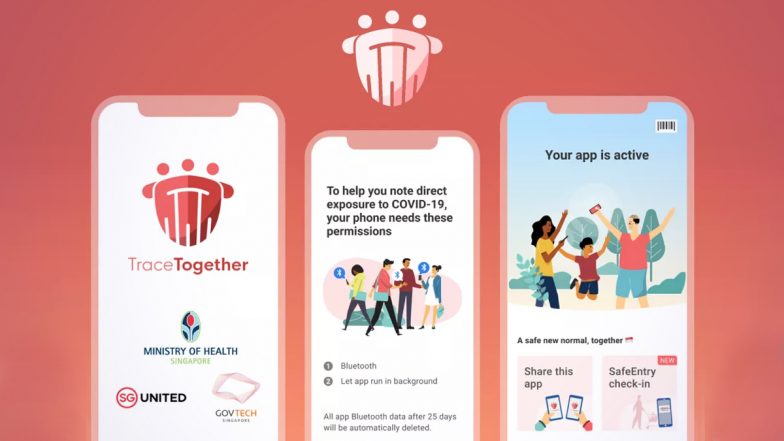 TraceTogether
MINISTRY OF HEALTH
SINGAPORE
SG UNITED
GOVTECH
SINGAPORE
To help you note direct
exposure to COVID-19,
your phone needs these
permissions
1 Bluetooth
2 Let app run in background
All app Bluetooth data after 25 days
will be automatically deleted.
Your app is active
A safe new normal, together
Share this
app
NEW
SafeEntry
check-in